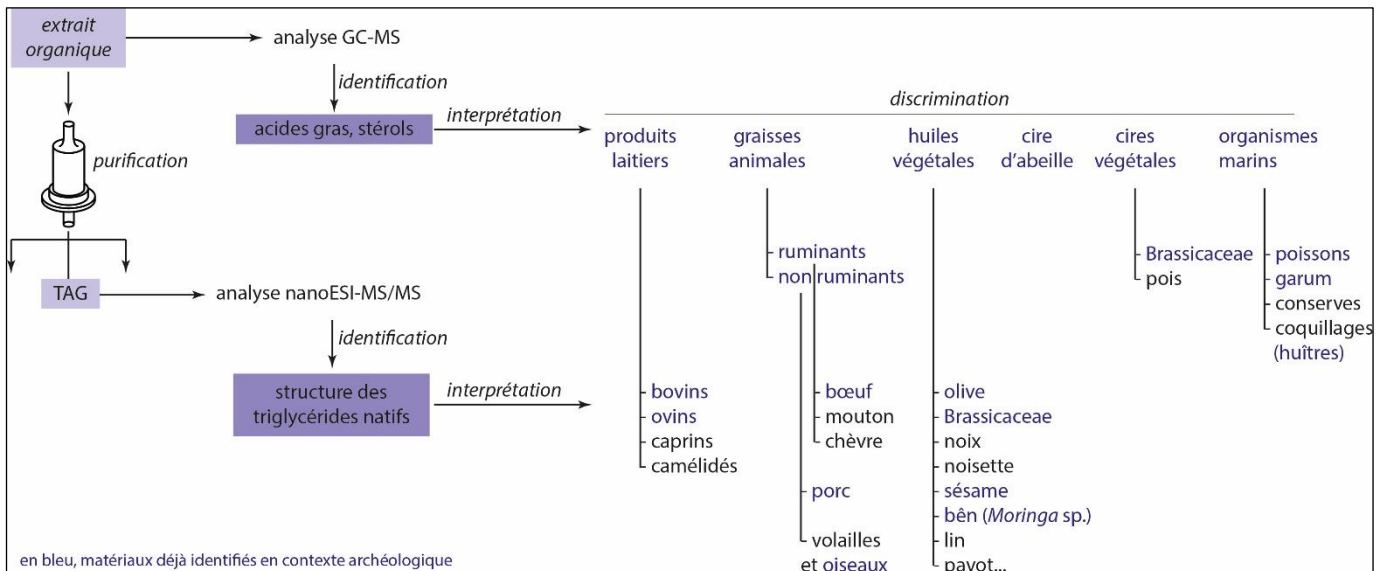 extrait
organique
analyse GC-MS
identification
purification
acides gras, stérols
interprétation
discrimination
produits
laitiers
graisses
animales
huiles
végétales
cire
d'abeille
cires
végétales
organismes
marins
ruminants
non ruminants
Brassicaceae
pois
poissons
garum
conserves
coquillages
(huîtres)
TAG
analyse nanoESI-MS/MS
identification
structure des
triglycérides natifs
interprétation
bovins
ovins
caprins
camélidés
bœuf
mouton
chèvre
porc
volailles
et oiseaux
olive
Brassicaceae
noix
noisette
sésame
bên (Moringa sp.)
lin
pavot...
en bleu, matériaux déjà identifiés en contexte archéologique